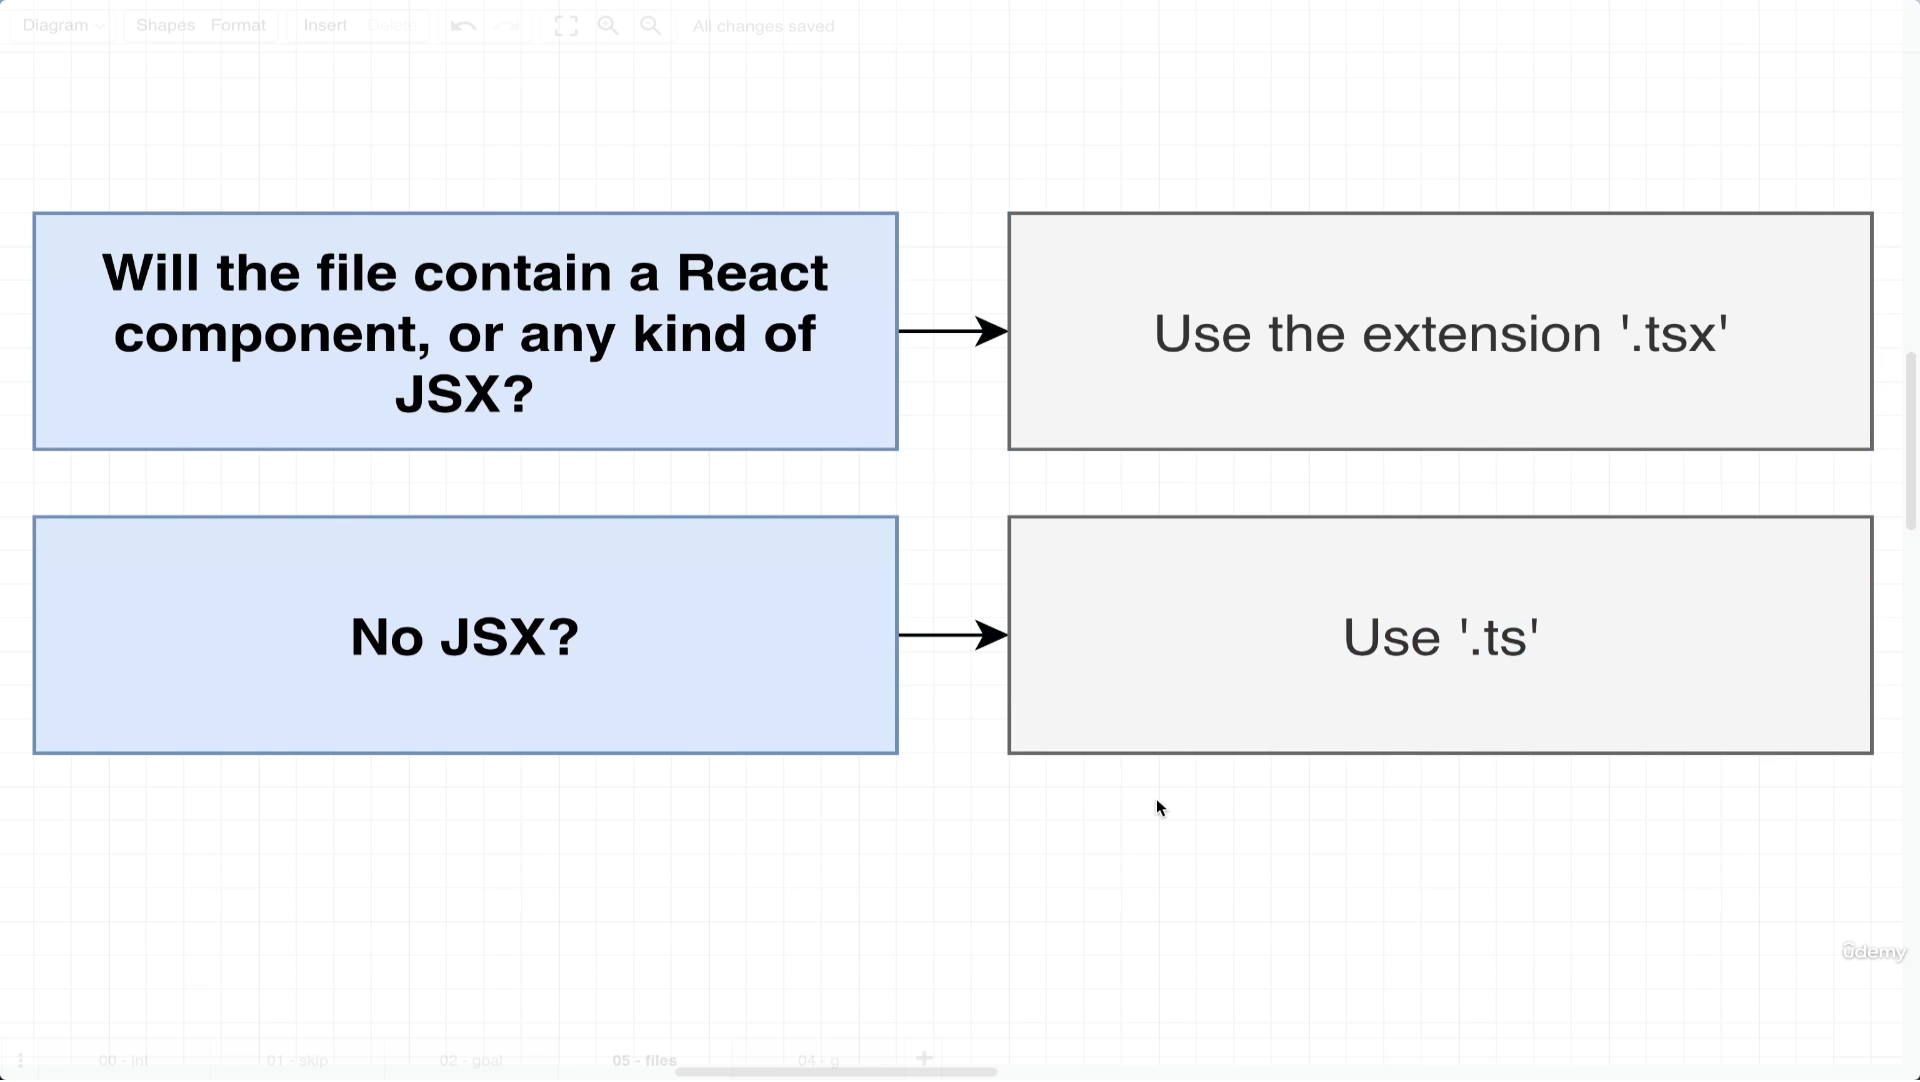 Diagram
Shapes
Format
Insert
Delete
All changes saved
Will the file contain a React
component, or any kind of
JSX?
Use the extension '.tsx'
No JSX?
Use '.ts'
ûdemy
00 - int
01 - skip
02 - goal
05 - files
04 - g